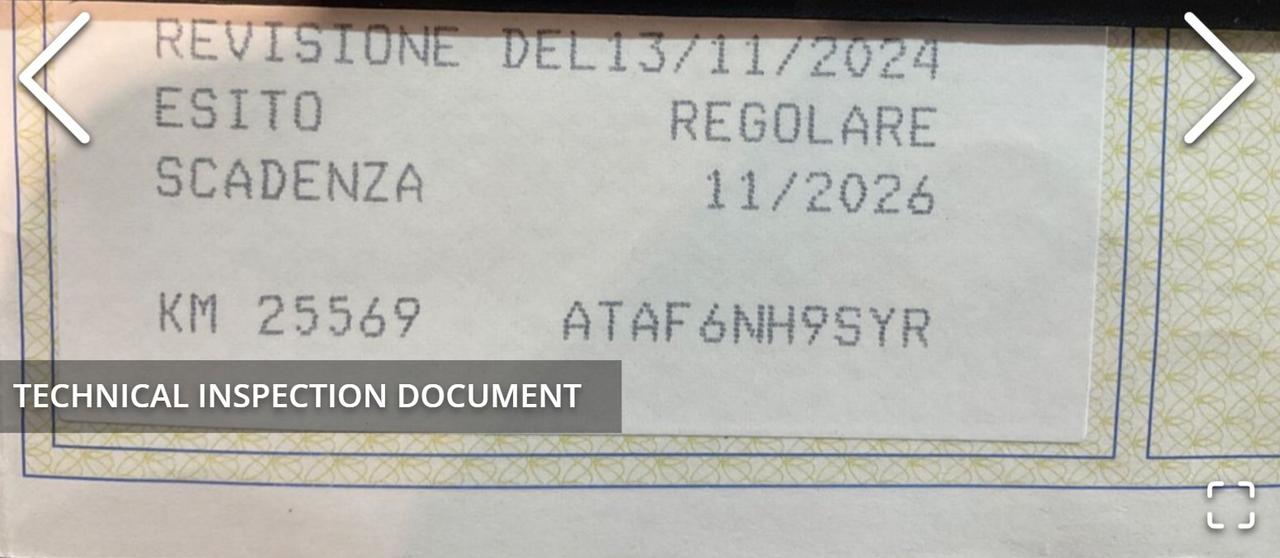 REVISIONE DEL13/11/2024
ESITO REGOLARE
SCADENZA 11/2026
KM 25569 ATAF6NH9SYR
TECHNICAL INSPECTION DOCUMENT